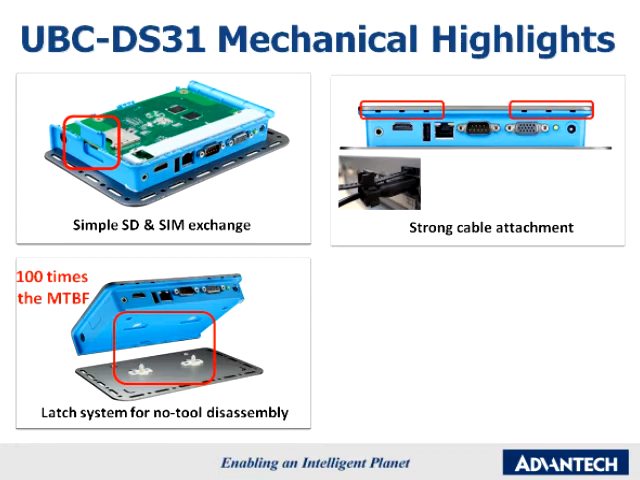 UBC-DS31 Mechanical Highlights
Simple SD & SIM exchange
Strong cable attachment
100 times
the MTBF
Latch system for no-tool disassembly
Enabling an Intelligent Planet
ADVANTECH